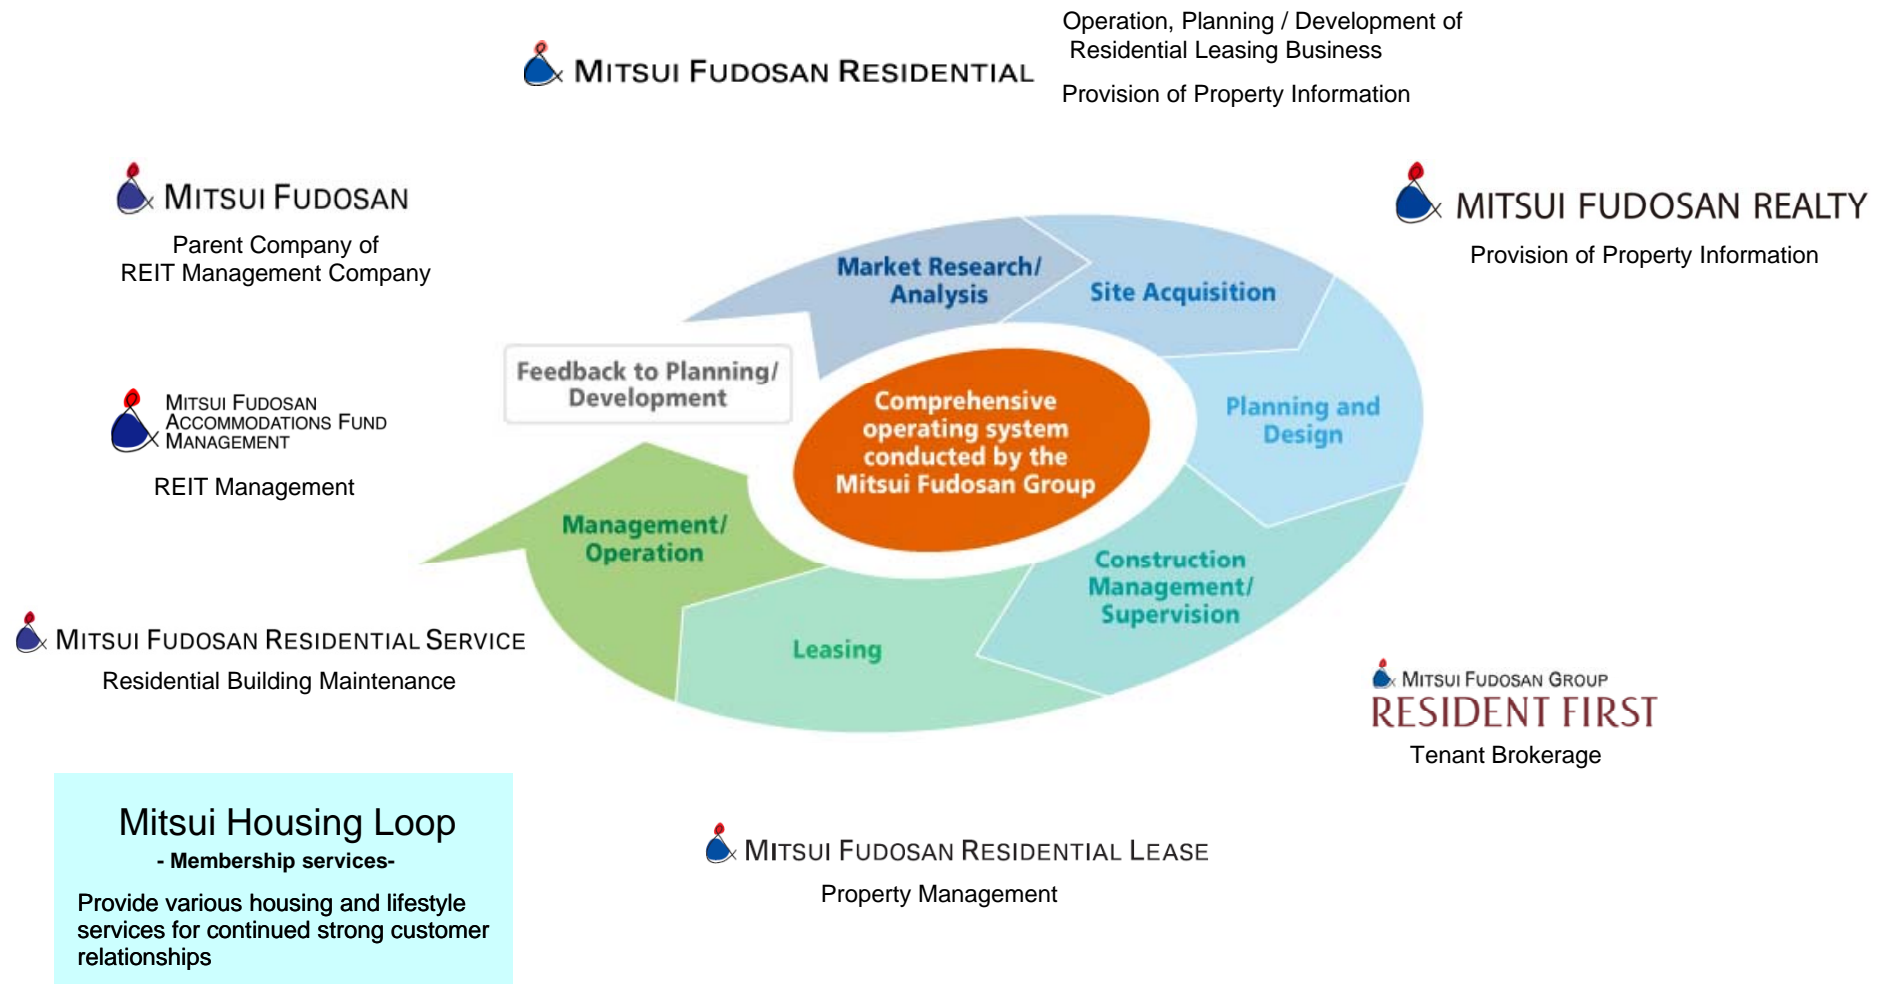 MITSUI FUDOSAN RESIDENTIAL
Operation, Planning / Development of
Residential Leasing Business
Provision of Property Information
MITSUI FUDOSAN
Parent Company of
REIT Management Company
MITSUI FUDOSAN REALTY
Provision of Property Information
Market Research/
Analysis
Site Acquisition
Feedback to Planning/
Development
Planning and
Design
Comprehensive
operating system
conducted by the
Mitsui Fudosan Group
MITSUI FUDOSAN
ACCOMMODATIONS FUND
MANAGEMENT
REIT Management
Management/
Operation
Construction
Management/
Supervision
Leasing
MITSUI FUDOSAN RESIDENTIAL SERVICE
Residential Building Maintenance
MITSUI FUDOSAN GROUP
RESIDENT FIRST
Tenant Brokerage
Mitsui Housing Loop
- Membership services-
Provide various housing and lifestyle
services for continued strong customer
relationships
MITSUI FUDOSAN RESIDENTIAL LEASE
Property Management